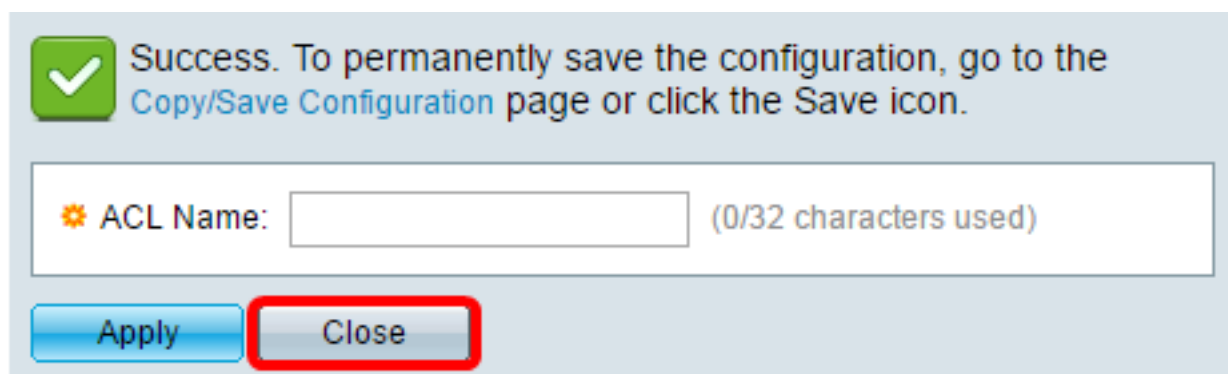 Success. To permanently save the configuration, go to the
Copy/Save Configuration page or click the Save icon.
ACL Name: (0/32 characters used)
Apply Close